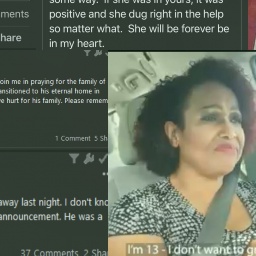 some way. If she was in yours, it was
positive and she dug right in the help
so matter what. She will be forever be
in my heart.
ments
hare
oin me in praying for the family of
ansitioned to his eternal home in
e hurt for his family. Please remem
1 Comment 5 Sh
away last night. I don't kno
announcement. He was a
37 Comments 2 Shar
I'm 13 - I don't want to g